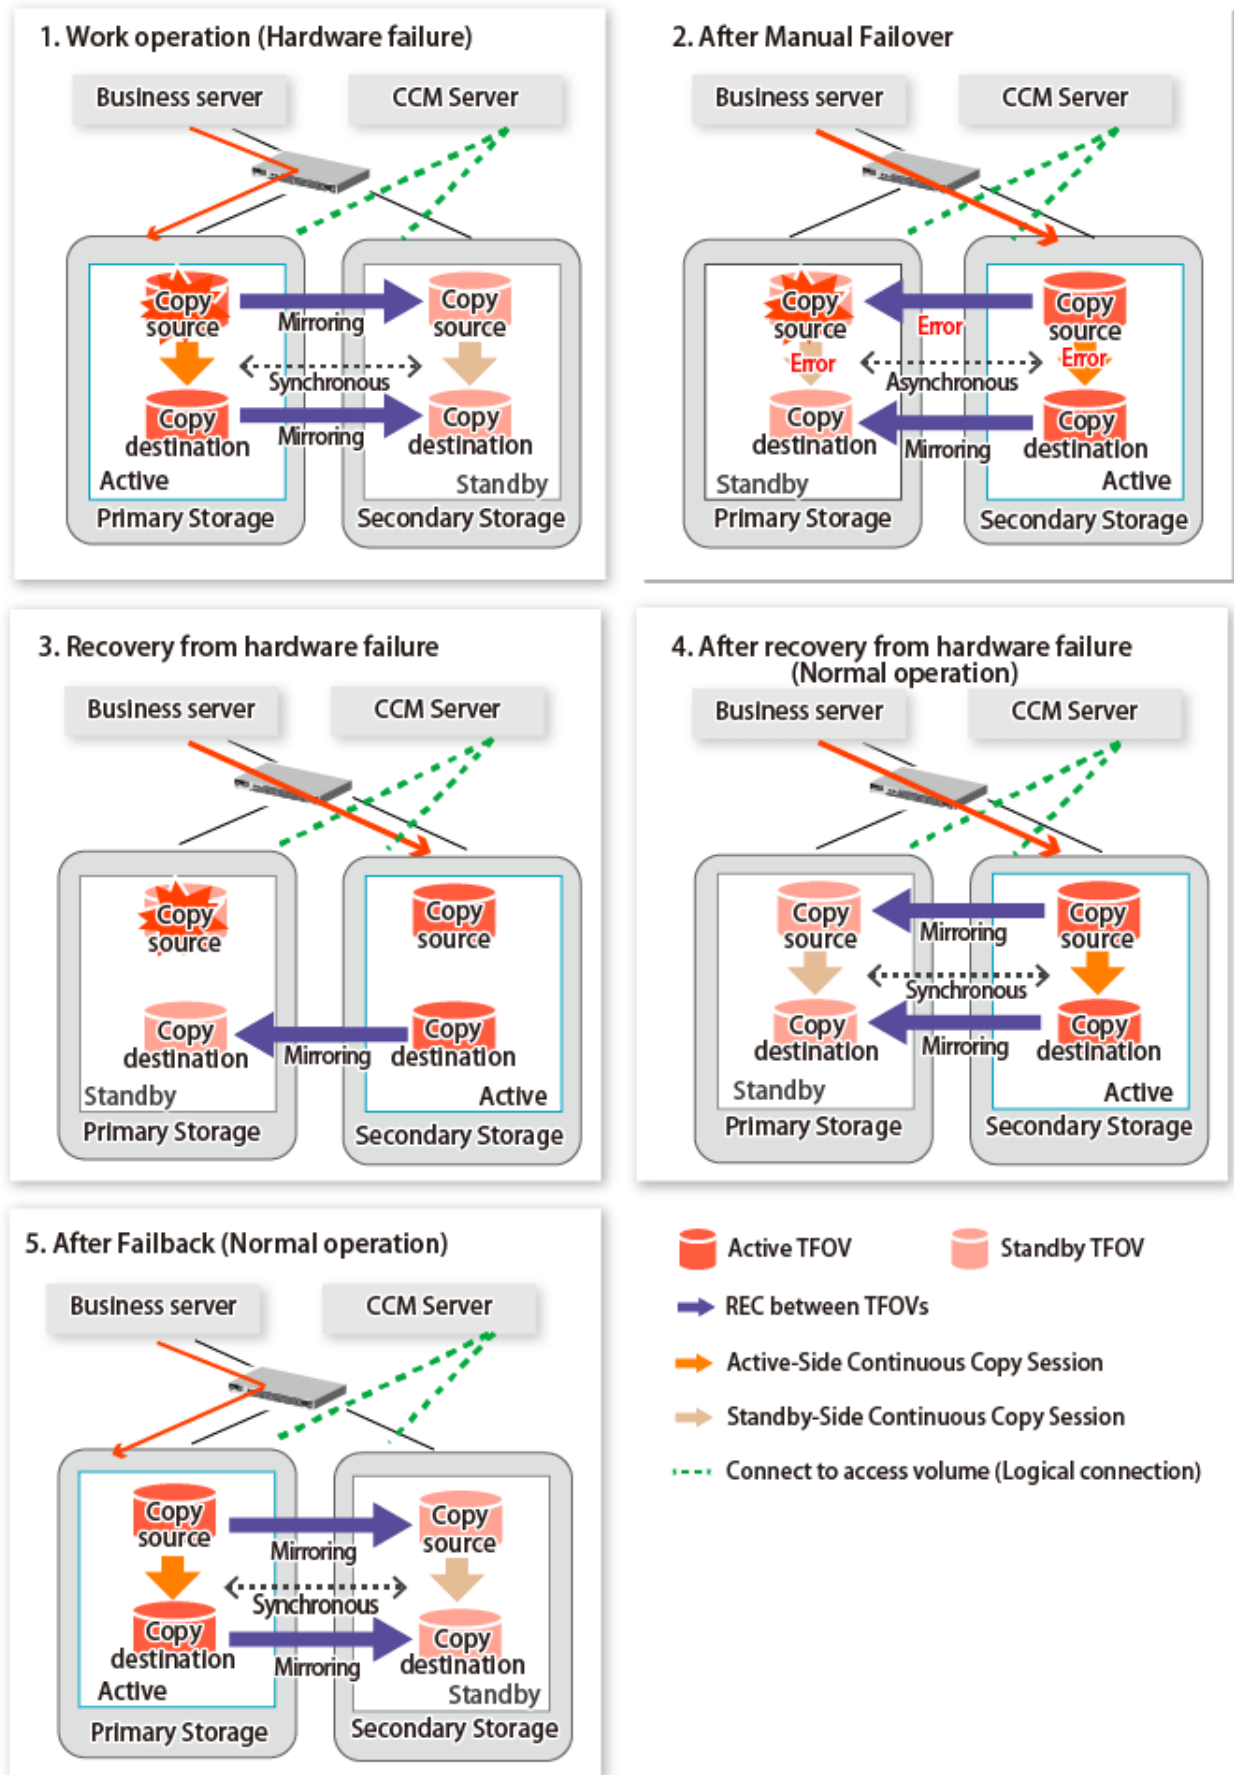 1. Work operation (Hardware failure)
Business server
CCM Server
Copy
source
Mirroring
Copy
source
Synchronous
Copy
destination
Mirroring
Copy
destination
Active
Standby
Primary Storage
Secondary Storage
2. After Manual Failover
Business server
CCM Server
Copy
source
Error
Copy
source
Error
Error
Asynchronous
Copy
destination
Mirroring
Copy
destination
Standby
Active
Primary Storage
Secondary Storage
3. Recovery from hardware failure
Business server
CCM Server
Copy
source
Copy
source
Copy
destination
Mirroring
Copy
destination
Standby
Active
Primary Storage
Secondary Storage
4. After recovery from hardware failure
(Normal operation)
Business server
CCM Server
Copy
source
Mirroring
Copy
source
Synchronous
Copy
destination
Mirroring
Copy
destination
Standby
Active
Primary Storage
Secondary Storage
5. After Failback (Normal operation)
Business server
CCM Server
Copy
source
Mirroring
Copy
source
Synchronous
Copy
destination
Mirroring
Copy
destination
Active
Standby
Primary Storage
Secondary Storage
Active TFOV
Standby TFOV
REC between TFOVs
Active-Side Continuous Copy Session
Standby-Side Continuous Copy Session
Connect to access volume (Logical connection)